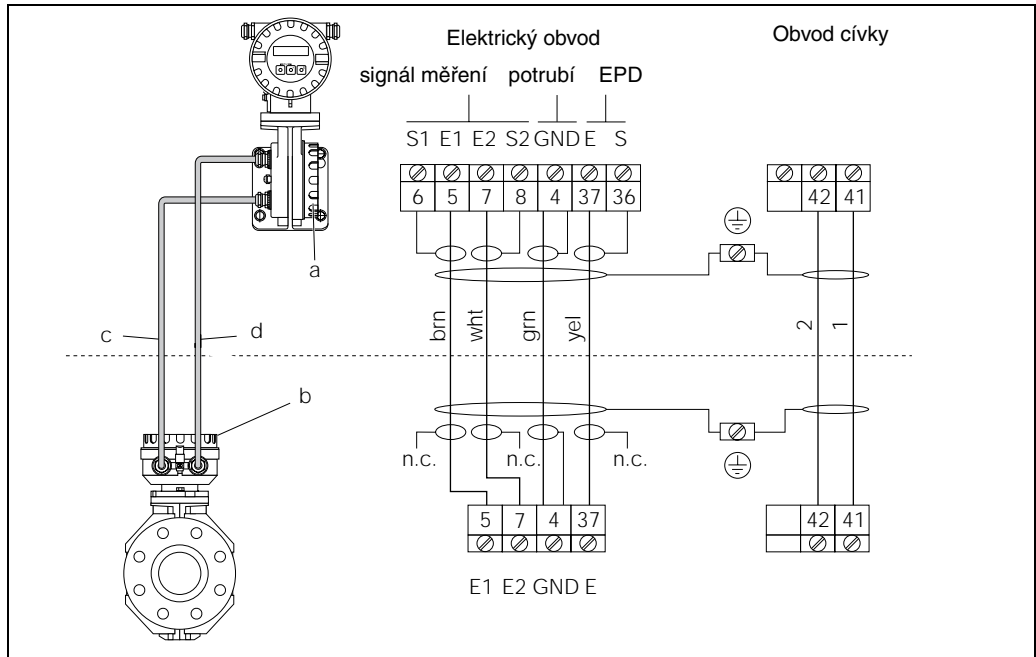 Elektrický obvod
Obvod cívky
signál měření potrubí EPD
S1 E1 E2 S2 GND E S
6 5 7 8 4 37 36
42 41
a
brn wht grn yel
2 1
c
d
b
n.c. n.c. n.c.
5 7 4 37
42 41
E1 E2 GND E